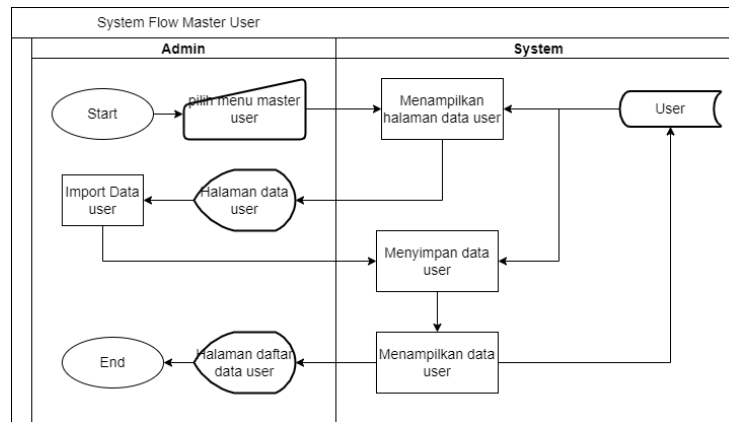 System Flow Master User
Admin
System
Start
pilih menu master
user
Menampilkan
halaman data user
User
Import Data
user
Halaman data
user
Menyimpan data
user
End
Halaman daftar
data user
Menampilkan data
user